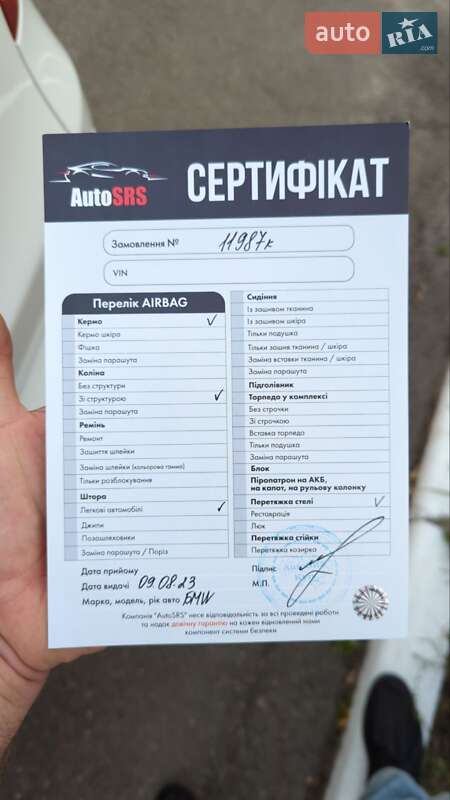 auto RIA .com
AutoSRS
СЕРТИФІКАТ
Замовлення № 11987к
VIN
Перелік AIRBAG
Кермо ✓
Кермо шкіра
Фішка
Заміна парашута
Коліна
Без структури
Зі структурою ✓
Заміна парашута
Ремінь
Ремонт
Зашиття шлейки
Заміна шлейки (кольорова гамма)
Тільки розблокування
Штора
Легкові автомобілі ✓
Джипи
Позашляховики
Заміна парашута / Поріз
Сидіння
Із зашивом тканина
Із зашивом шкіра
Тільки подушка
Тільки зашив тканина / шкіра
Заміна вставки тканина / шкіра
Заміна парашута
Підголівник
Торпедо у комплексі
Без строчки
Зі строчкою
Вставка торпедо
Тільки подушка
Заміна парашута
Блок
Піропатрон на АКБ,
на капот, на рульову колонку
Перетяжка стелі ✓
Реставрація
Люк
Перетяжка стійки
Перетяжка козирка
Дата прийому
Дата видачі 09.08.23
Марка, модель, рік авто BMW
Підпис
М.П.
Компанія "AutoSRS" несе відповідальність за всі проведені роботи
та надає довічну гарантію на кожен відновлений нами
компонент системи безпеки